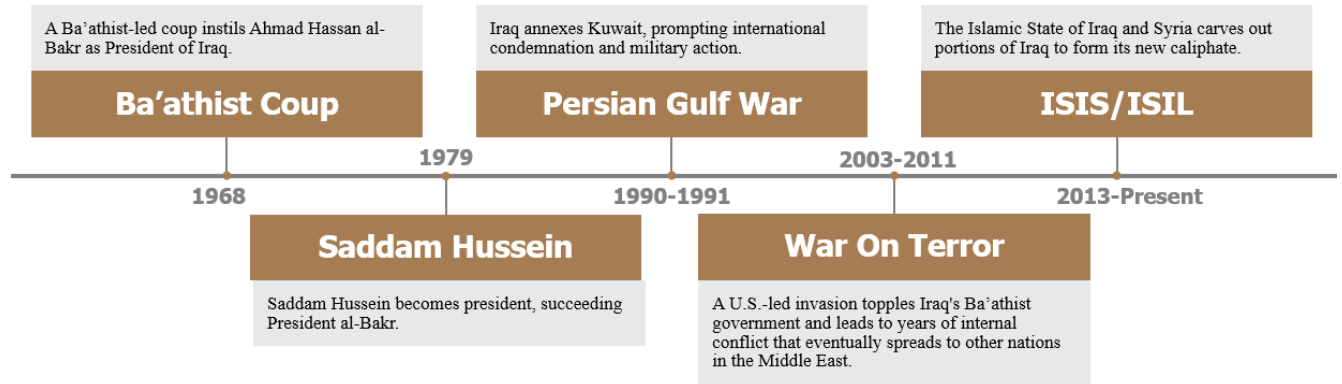 A Ba’athist-led coup instils Ahmad Hassan al-
Bakr as President of Iraq.
Ba’athist Coup
1968
1979
Saddam Hussein
Saddam Hussein becomes president, succeeding
President al-Bakr.
Iraq annexes Kuwait, prompting international
condemnation and military action.
Persian Gulf War
1990-1991
2003-2011
War On Terror
A U.S.-led invasion topples Iraq's Ba’athist
government and leads to years of internal
conflict that eventually spreads to other nations
in the Middle East.
The Islamic State of Iraq and Syria carves out
portions of Iraq to form its new caliphate.
ISIS/ISIL
2013-Present